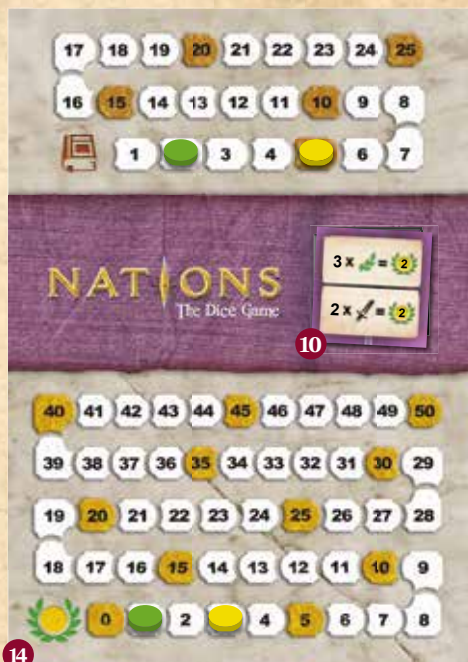 17 18 19 20 21 22 23 24 25
16 15 14 13 12 11 10 9 8
1 3 4 6 7
NATIONS
The Dice Game
3 x = 2
2 x = 2
10
40 41 42 43 44 45 46 47 48 49 50
39 38 37 36 35 34 33 32 31 30 29
19 20 21 22 23 24 25 26 27 28
18 17 16 15 14 13 12 11 10 9
0 2 4 5 6 7 8
14